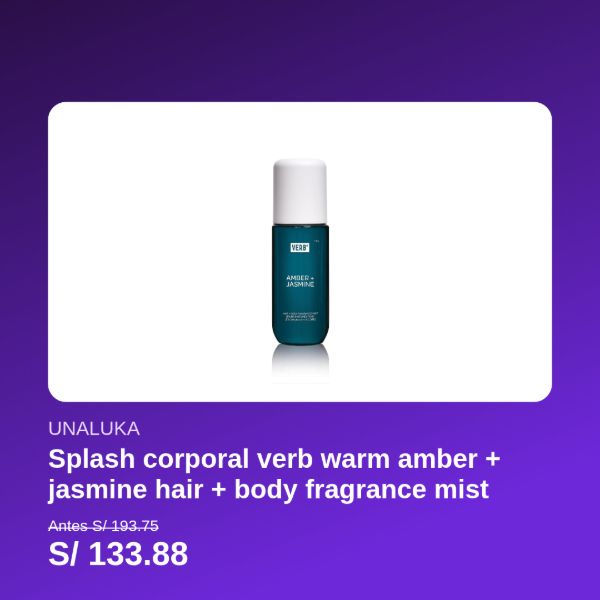 VERB
AMBER +
JASMINE
UNALUKA
Splash corporal verb warm amber +
jasmine hair + body fragrance mist
Antes S/ 193.75
S/ 133.88